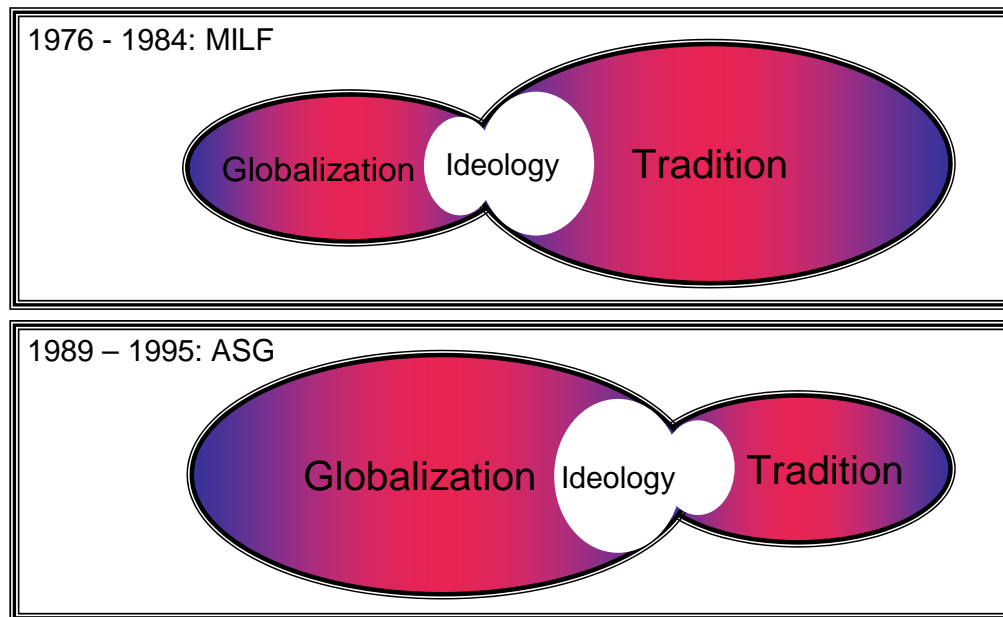 1976 - 1984: MILF
Globalization
Ideology
Tradition
1989 – 1995: ASG
Globalization
Ideology
Tradition